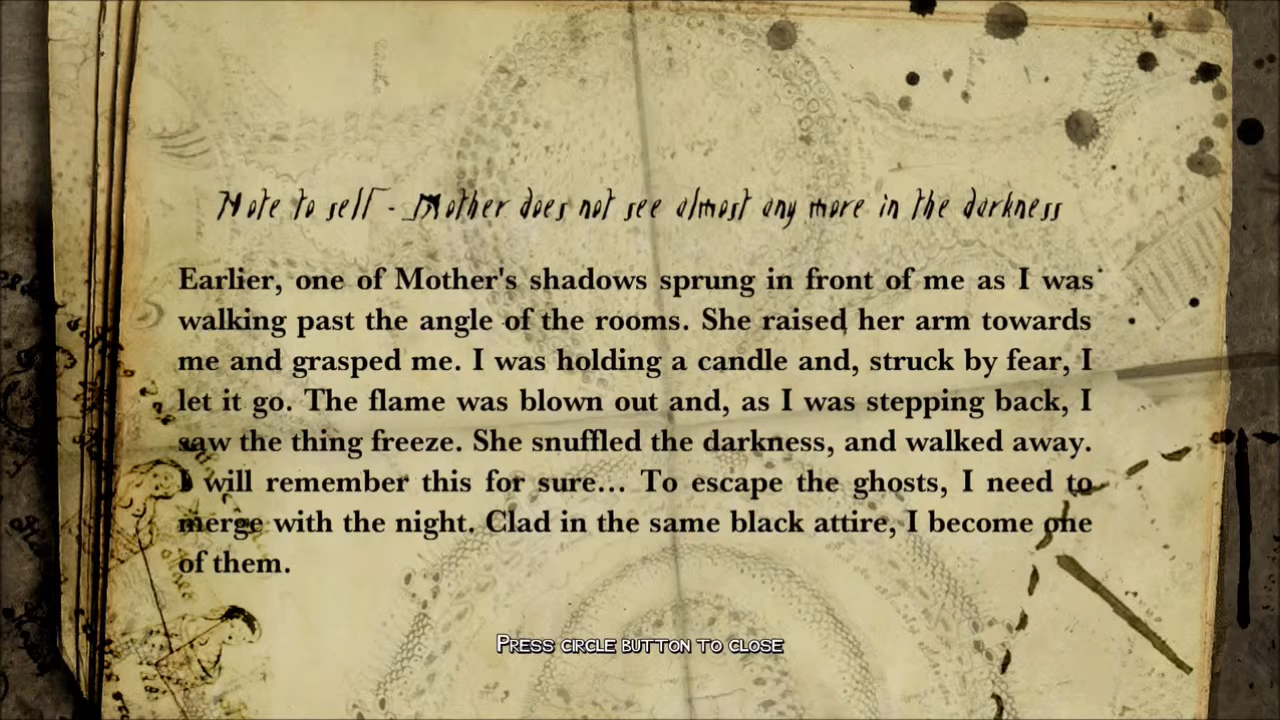 Note to self - Mother does not see almost any more in the darkness
Earlier, one of Mother's shadows sprung in front of me as I was
walking past the angle of the rooms. She raised her arm towards
me and grasped me. I was holding a candle and, struck by fear, I
let it go. The flame was blown out and, as I was stepping back, I
saw the thing freeze. She snuffled the darkness, and walked away.
I will remember this for sure... To escape the ghosts, I need to
merge with the night. Clad in the same black attire, I become one
of them.
Press circle button to close